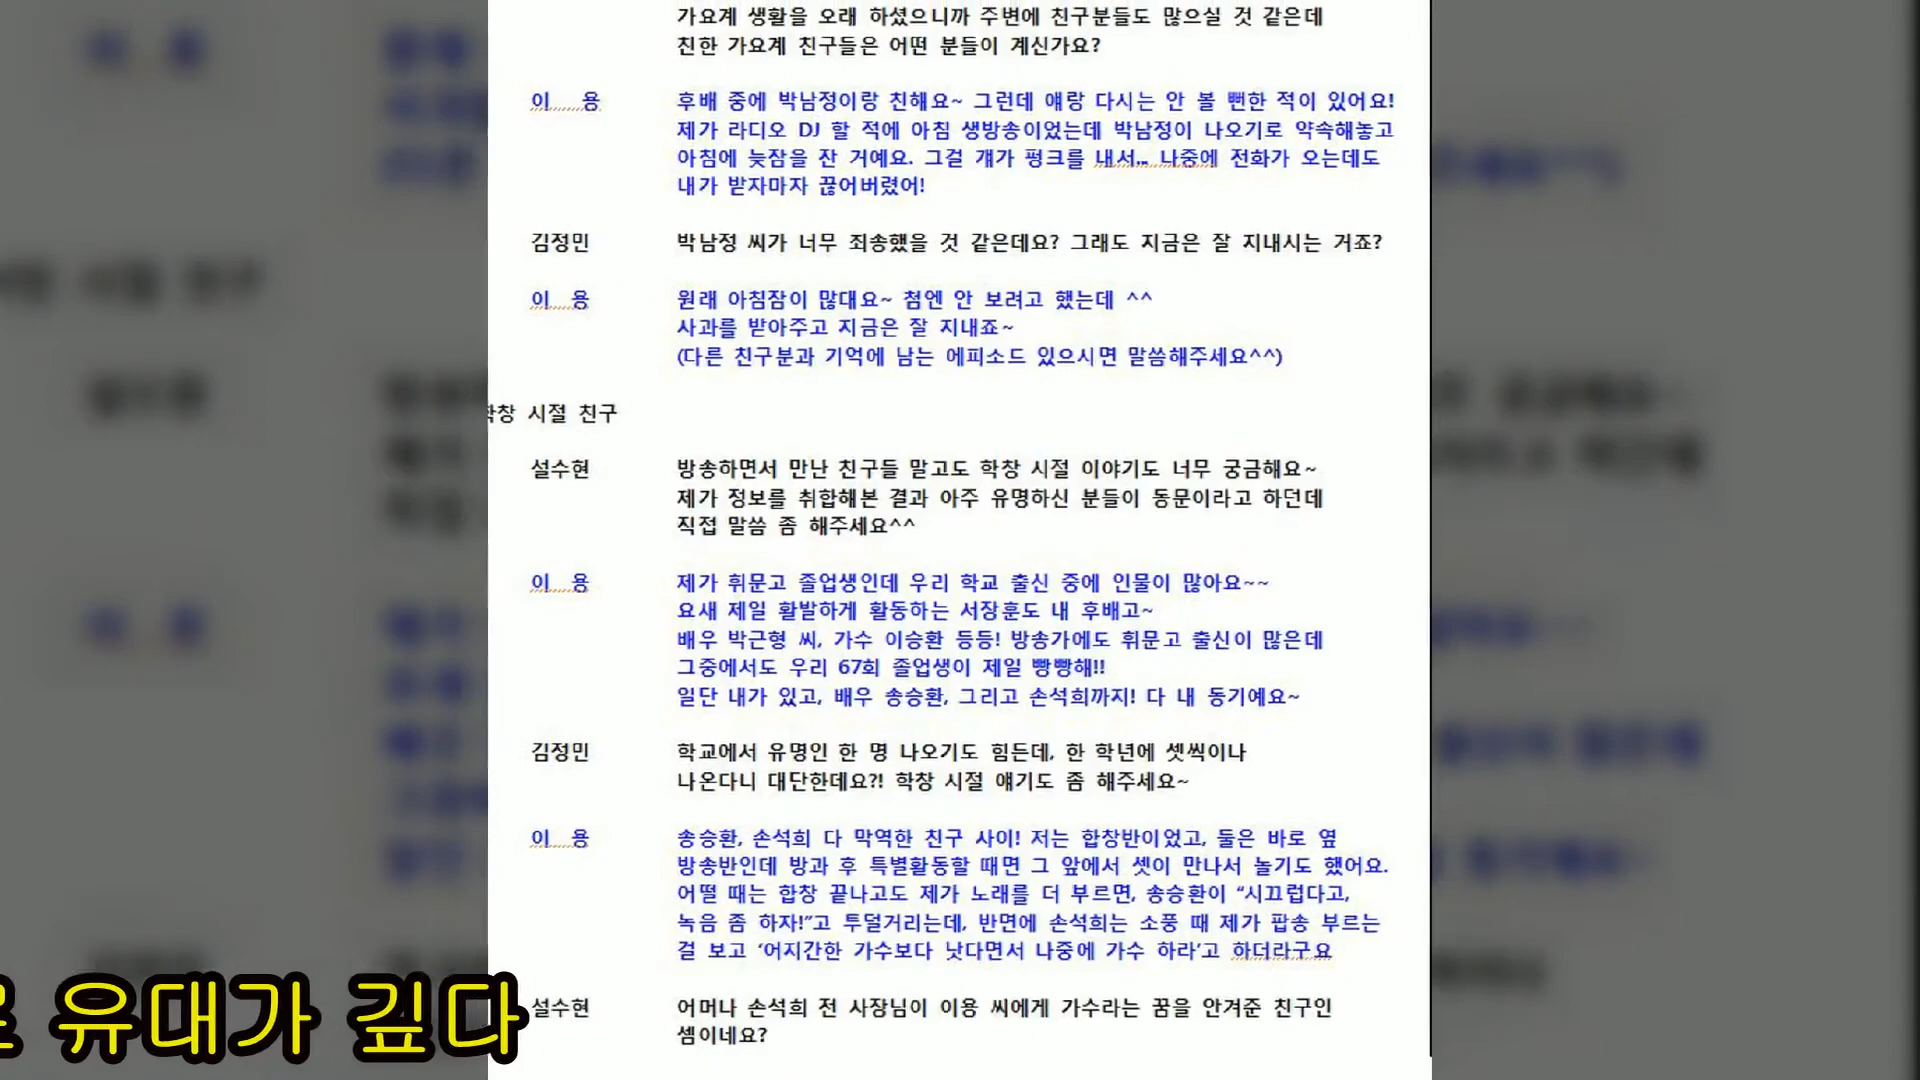 가요계 생활을 오래 하셨으니까 주변에 친구분들도 많으실 것 같은데
친한 가요계 친구들은 어떤 분들이 계신가요?
이 용 후배 중에 박남정이랑 친해요~ 그런데 얘랑 다시는 안 볼 뻔한 적이 있어요!
제가 라디오 DJ 할 적에 아침 생방송이었는데 박남정이 나오기로 약속해놓고
아침에 늦잠을 잔 거예요. 그걸 걔가 펑크를 내서.. 나중에 전화가 오는데도
내가 받자마자 끊어버렸어!
김정민 박남정 씨가 너무 죄송했을 것 같은데요? 그래도 지금은 잘 지내시는 거죠?
이 용 원래 아침잠이 많대요~ 첨엔 안 보려고 했는데 ^^
사과를 받아주고 지금은 잘 지내죠~
(다른 친구분과 기억에 남는 에피소드 있으시면 말씀해주세요^^)
학창 시절 친구
설수현 방송하면서 만난 친구들 말고도 학창 시절 이야기도 너무 궁금해요~
제가 정보를 취합해본 결과 아주 유명하신 분들이 동문이라고 하던데
직접 말씀 좀 해주세요^^
이 용 제가 휘문고 졸업생인데 우리 학교 출신 중에 인물이 많아요~~
요새 제일 활발하게 활동하는 서장훈도 내 후배고~
배우 박근형 씨, 가수 이승환 등등! 방송가에도 휘문고 출신이 많은데
그중에서도 우리 67회 졸업생이 제일 빵빵해!!
일단 내가 있고, 배우 송승환, 그리고 손석희까지! 다 내 동기예요~
김정민 학교에서 유명인 한 명 나오기도 힘든데, 한 학년에 셋씩이나
나온다니 대단한데요?! 학창 시절 얘기도 좀 해주세요~
이 용 송승환, 손석희 다 막역한 친구 사이! 저는 합창반이었고, 둘은 바로 옆
방송반인데 방과 후 특별활동할 때면 그 앞에서 셋이 만나서 놀기도 했어요.
어떨 때는 합창 끝나고도 제가 노래를 더 부르면, 송승환이 “시끄럽다고,
녹음 좀 하자!”고 투덜거리는데, 반면에 손석희는 소풍 때 제가 팝송 부르는
걸 보고 ‘어지간한 가수보다 낫다면서 나중에 가수 하라’고 하더라구요
설수현 어머나 손석희 전 사장님이 이용 씨에게 가수라는 꿈을 안겨준 친구인
셈이네요?
유대가 깊다